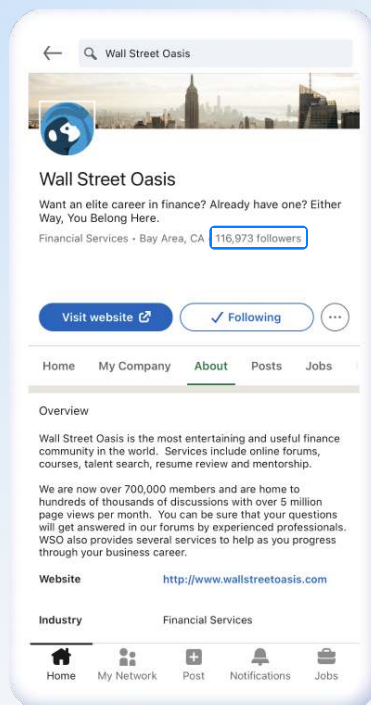 Wall Street Oasis
Wall Street Oasis
Want an elite career in finance? Already have one? Either
Way, You Belong Here.
Financial Services • Bay Area, CA • 116,973 followers
Visit website
Following
Home My Company About Posts Jobs
Overview
Wall Street Oasis is the most entertaining and useful finance
community in the world. Services include online forums,
courses, talent search, resume review and mentorship.
We are now over 700,000 members and are home to
hundreds of thousands of discussions with over 5 million
page views per month. You can be sure that your questions
will get answered in our forums by experienced professionals.
WSO also provides several services to help as you progress
through your business career.
Website http://www.wallstreetoasis.com
Industry Financial Services
Home My Network Post Notifications Jobs